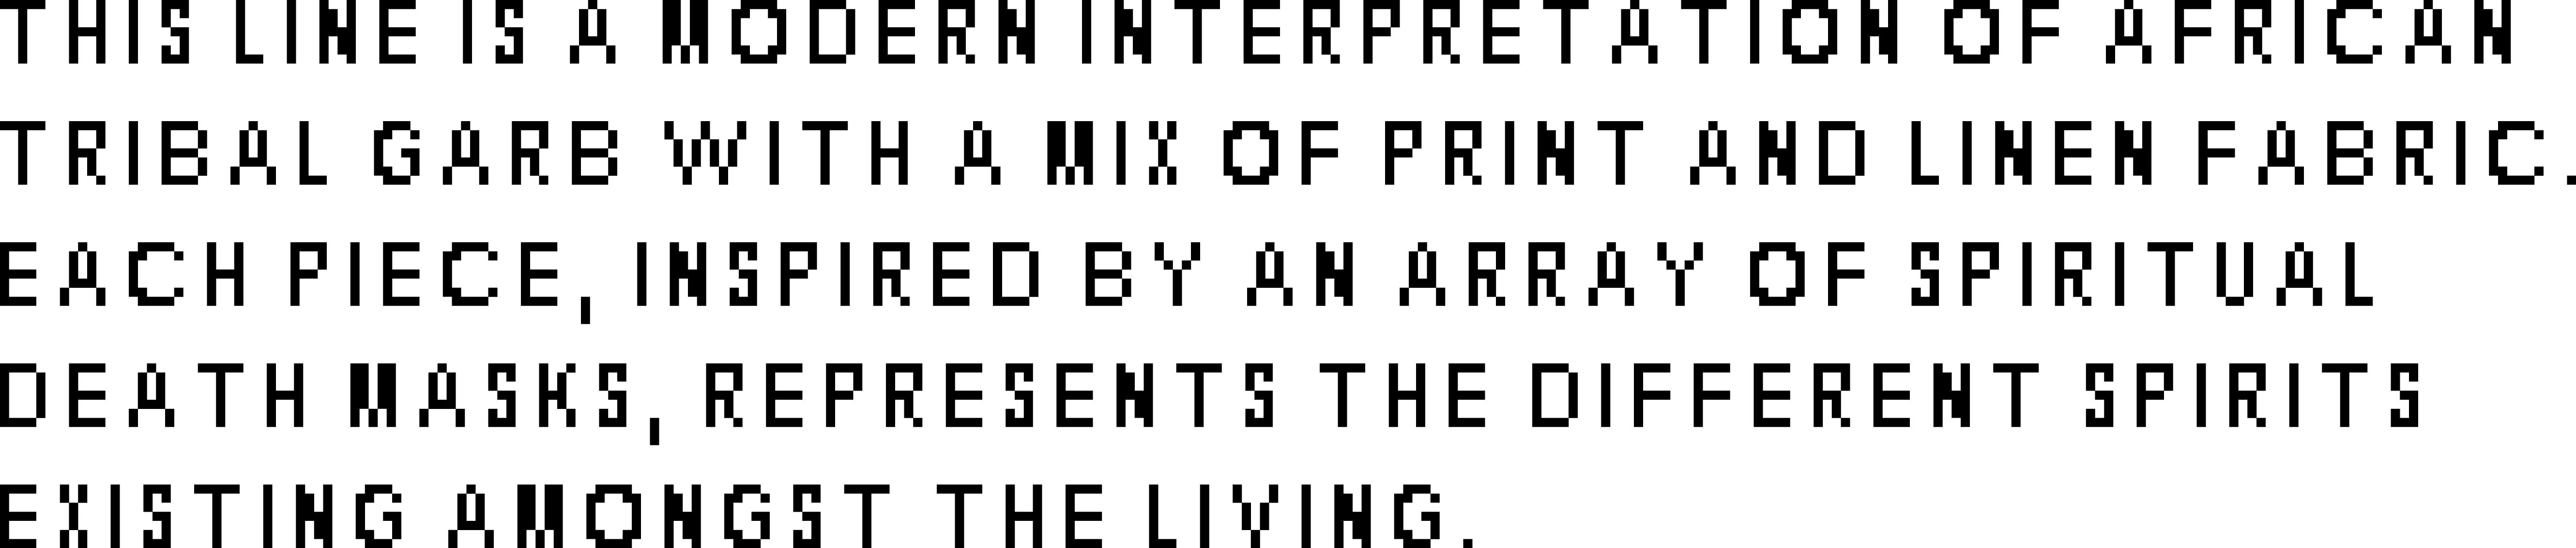 THIS LINE IS A MODERN INTERPRETATION OF AFRICAN
TRIBAL GARB WITH A MIX OF PRINT AND LINEN FABRIC.
EACH PIECE, INSPIRED BY AN ARRAY OF SPIRITUAL
DEATH MASKS, REPRESENTS THE DIFFERENT SPIRITS
EXISTING AMONGST THE LIVING.